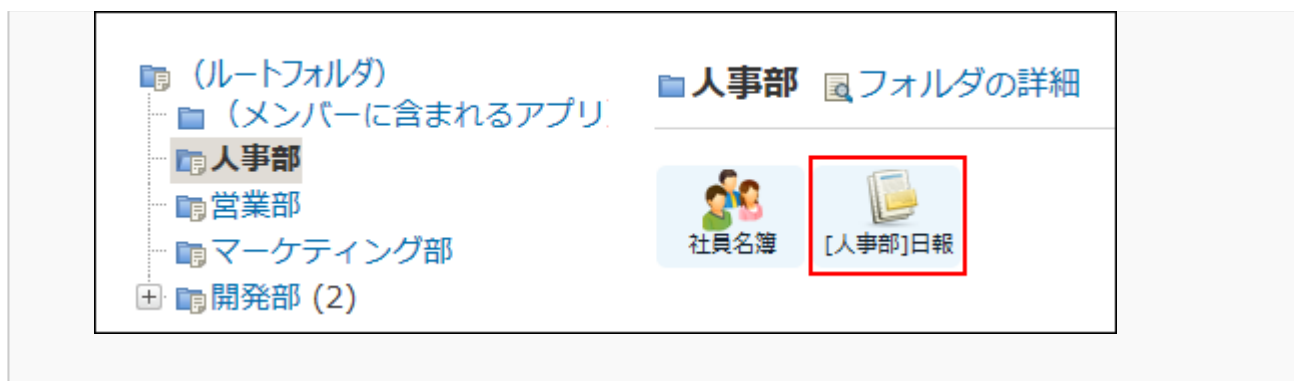 （ルートフォルダ）
（メンバーに含まれるアプリ
人事部
営業部
マーケティング部
開発部 (2)
人事部 フォルダの詳細
社員名簿
[人事部]日報